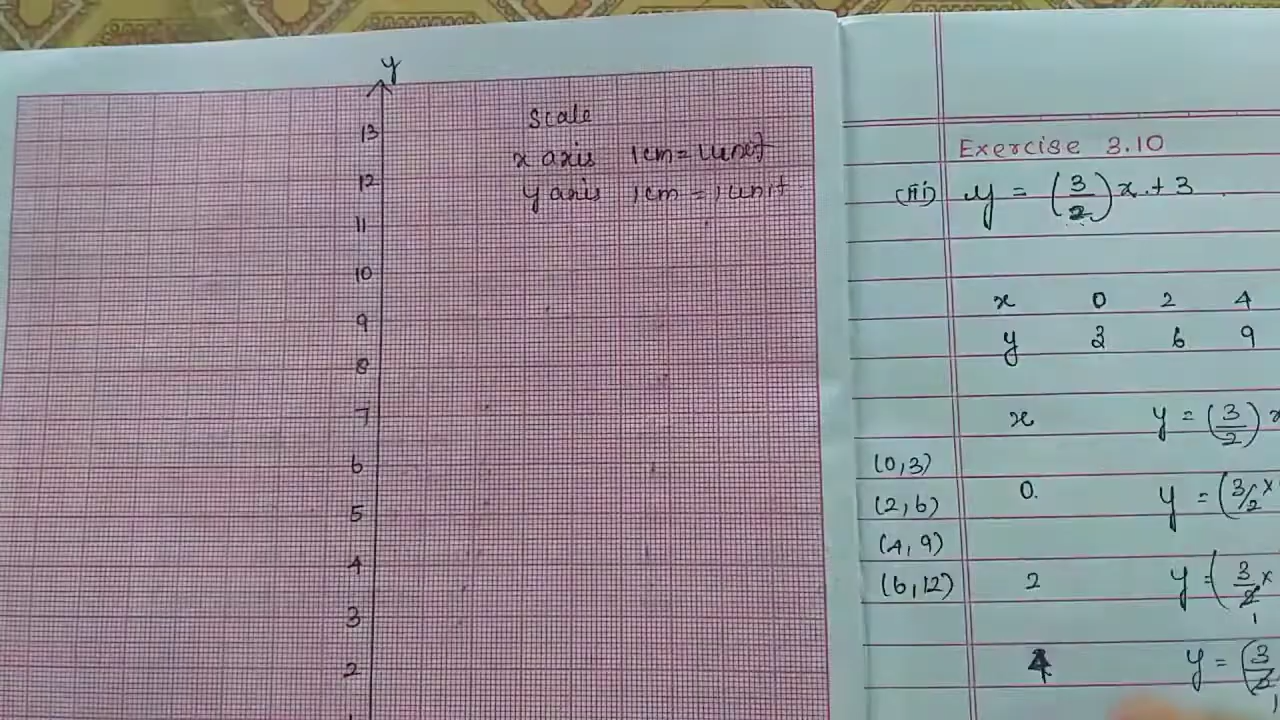 y
13
12
11
10
9
8
7
6
5
4
3
2
Scale
x axis 1cm = 1unit
y axis 1cm = 1unit
Exercise 3.10
(iii) y = (3/2) x + 3
x 0 2 4
y 3 6 9
x y = (3/2) x
(0,3)
0. y = (3/2 x
(2,6)
(4,9)
(6,12) 2 y = (3/2 x
1
4 y = (3/2
1